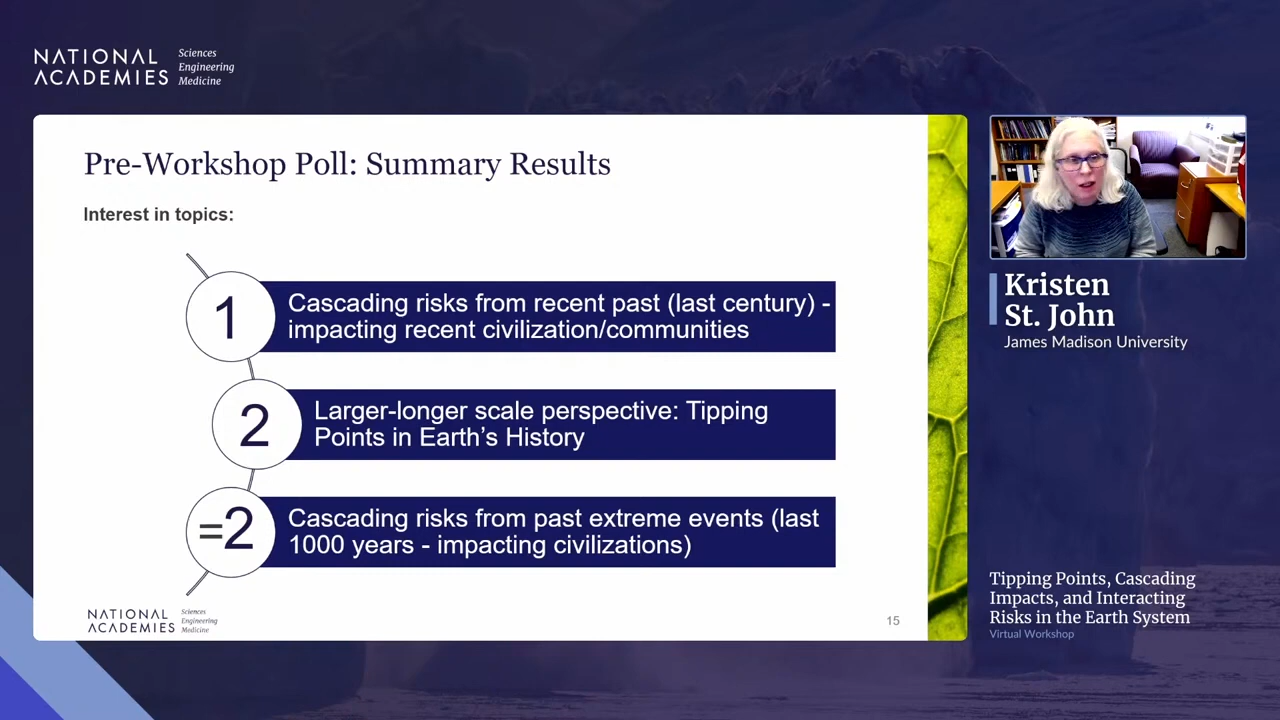 NATIONAL
ACADEMIES
Sciences
Engineering
Medicine
Pre-Workshop Poll: Summary Results
Interest in topics:
1
Cascading risks from recent past (last century) -
impacting recent civilization/communities
2
Larger-longer scale perspective: Tipping
Points in Earth's History
=2
Cascading risks from past extreme events (last
1000 years - impacting civilizations)
NATIONAL
ACADEMIES
Sciences
Engineering
Medicine
15
Kristen
St. John
James Madison University
Tipping Points, Cascading
Impacts, and Interacting
Risks in the Earth System
Virtual Workshop